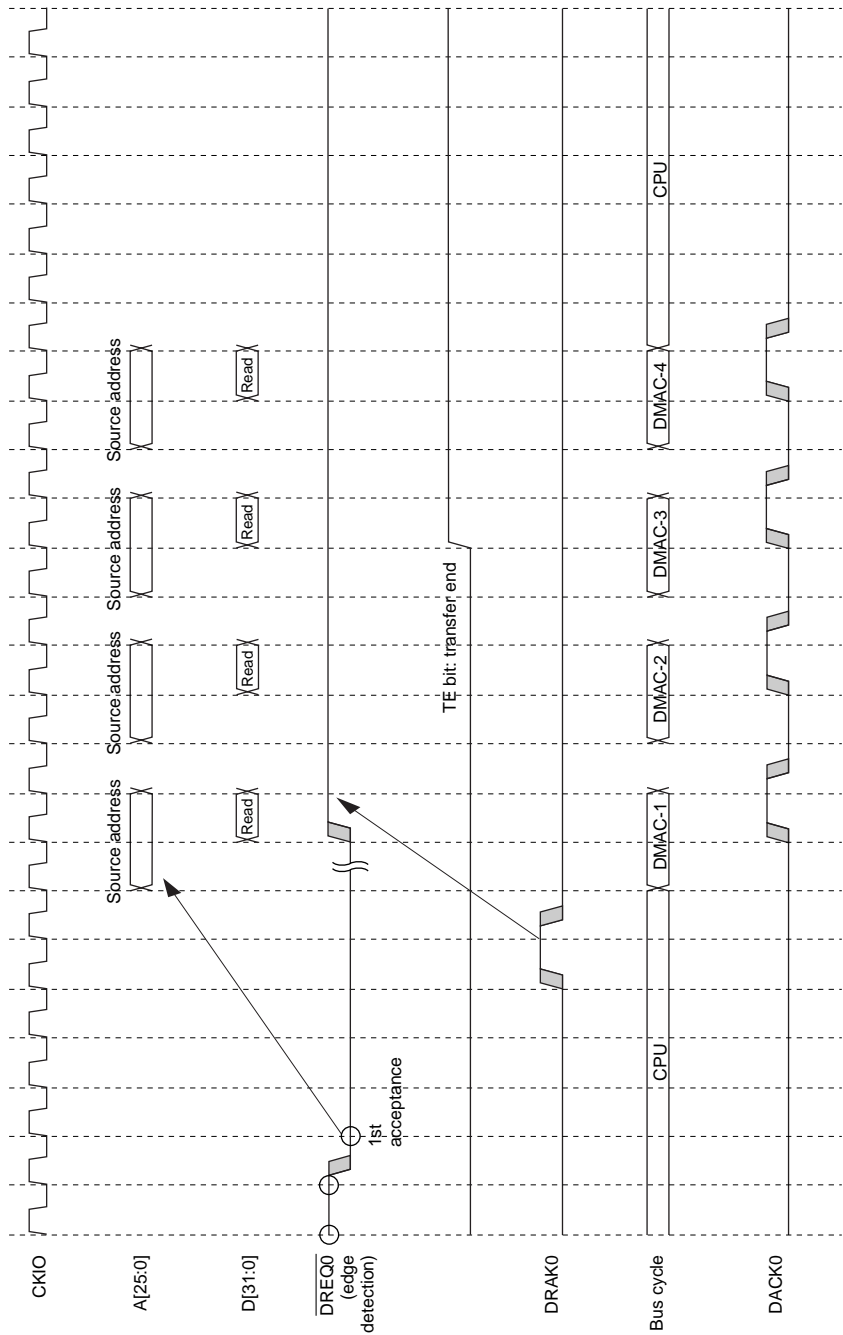 CKIO
A[25:0]
Source address
Source address
Source address
Source address
D[31:0]
Read
Read
Read
Read
DREQ0
(edge
detection)
1st
acceptance
TE bit: transfer end
DRAK0
Bus cycle
CPU
DMAC-1
DMAC-2
DMAC-3
DMAC-4
CPU
DACK0